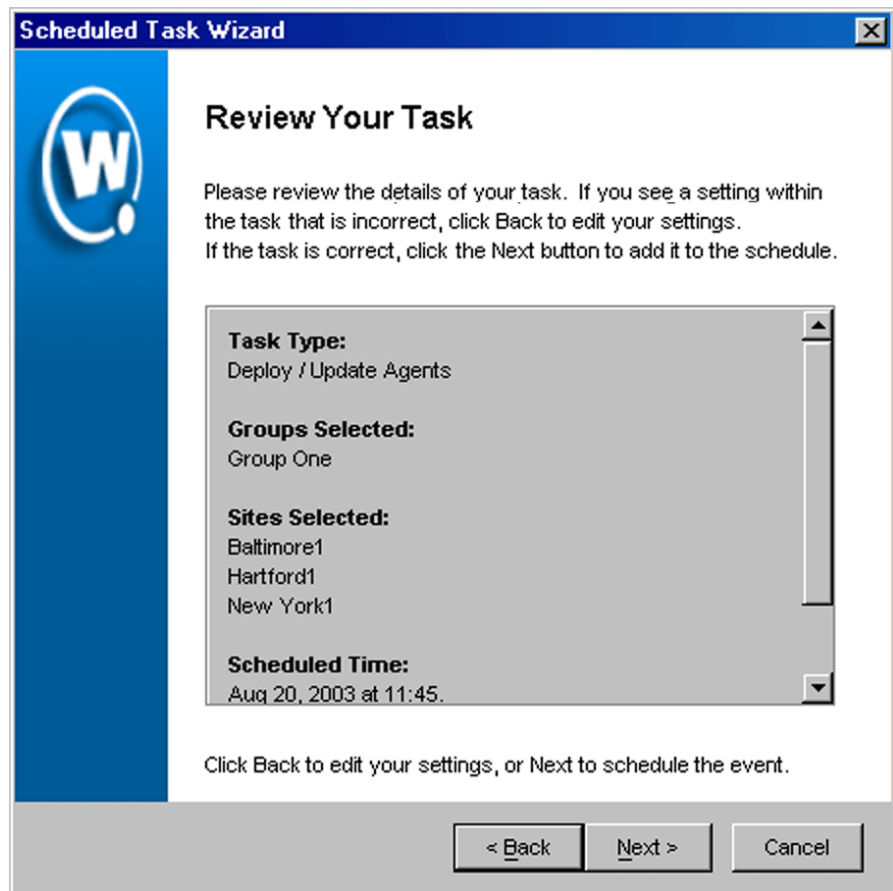 Scheduled Task Wizard
W
Review Your Task
Please review the details of your task. If you see a setting within
the task that is incorrect, click Back to edit your settings.
If the task is correct, click the Next button to add it to the schedule.
Task Type:
Deploy / Update Agents
Groups Selected:
Group One
Sites Selected:
Baltimore1
Hartford1
New York1
Scheduled Time:
Aug 20, 2003 at 11:45.
Click Back to edit your settings, or Next to schedule the event.
< Back Next > Cancel